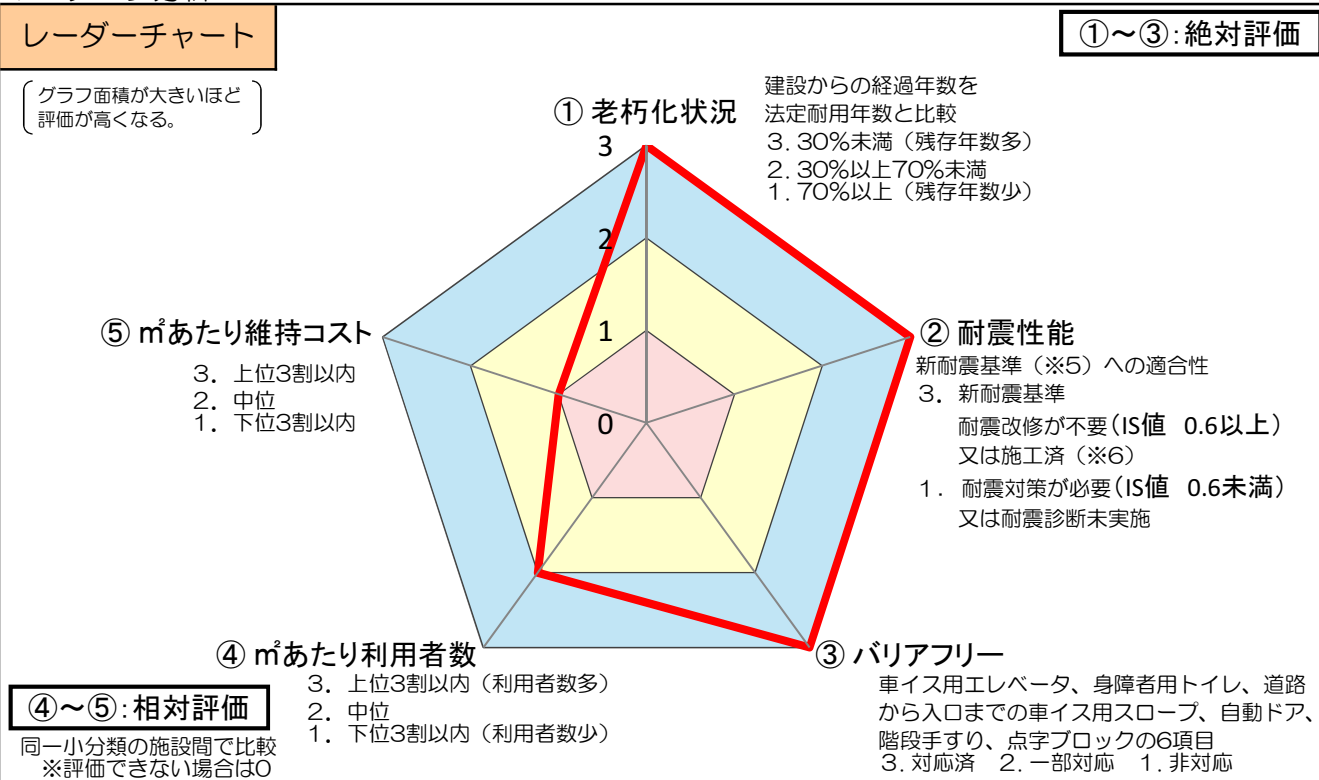 レーダーチャート
①～③：絶対評価
グラフ面積が大きいほど
評価が高くなる。
① 老朽化状況
建設からの経過年数を
法定耐用年数と比較
３．30％未満（残存年数多）
２．30％以上70％未満
１．70％以上（残存年数少）
3
2
1
0
② 耐震性能
新耐震基準（※５）への適合性
３．新耐震基準
耐震改修が不要（IS値 0.6以上）
又は施工済（※６）
１．耐震対策が必要（IS値 0.6未満）
又は耐震診断未実施
⑤ ㎡あたり維持コスト
３．上位３割以内
２．中位
１．下位３割以内
③ バリアフリー
車イス用エレベータ、身障者用トイレ、道路
から入口までの車イス用スロープ、自動ドア、
階段手すり、点字ブロックの６項目
３．対応済 ２．一部対応 １．非対応
④ ㎡あたり利用者数
３．上位３割以内（利用者数多）
２．中位
１．下位３割以内（利用者数少）
④～⑤：相対評価
同一小分類の施設間で比較
※評価できない場合は０